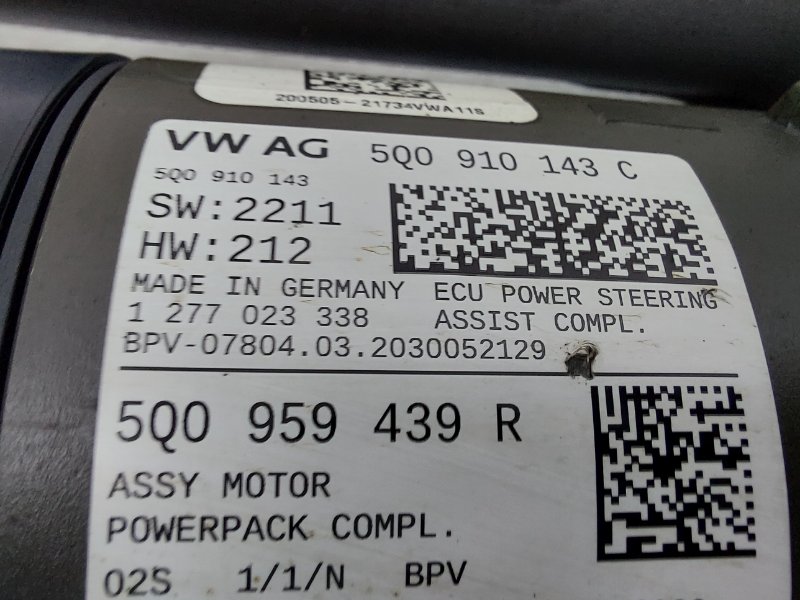 200505-21734VWA11S
VW AG 5Q0 910 143 C
5Q0 910 143
SW:2211
HW:212
MADE IN GERMANY ECU POWER STEERING
1 277 023 338 ASSIST COMPL.
BPV-07804.03.2030052129
5Q0 959 439 R
ASSY MOTOR
POWERPACK COMPL.
02S 1/1/N BPV